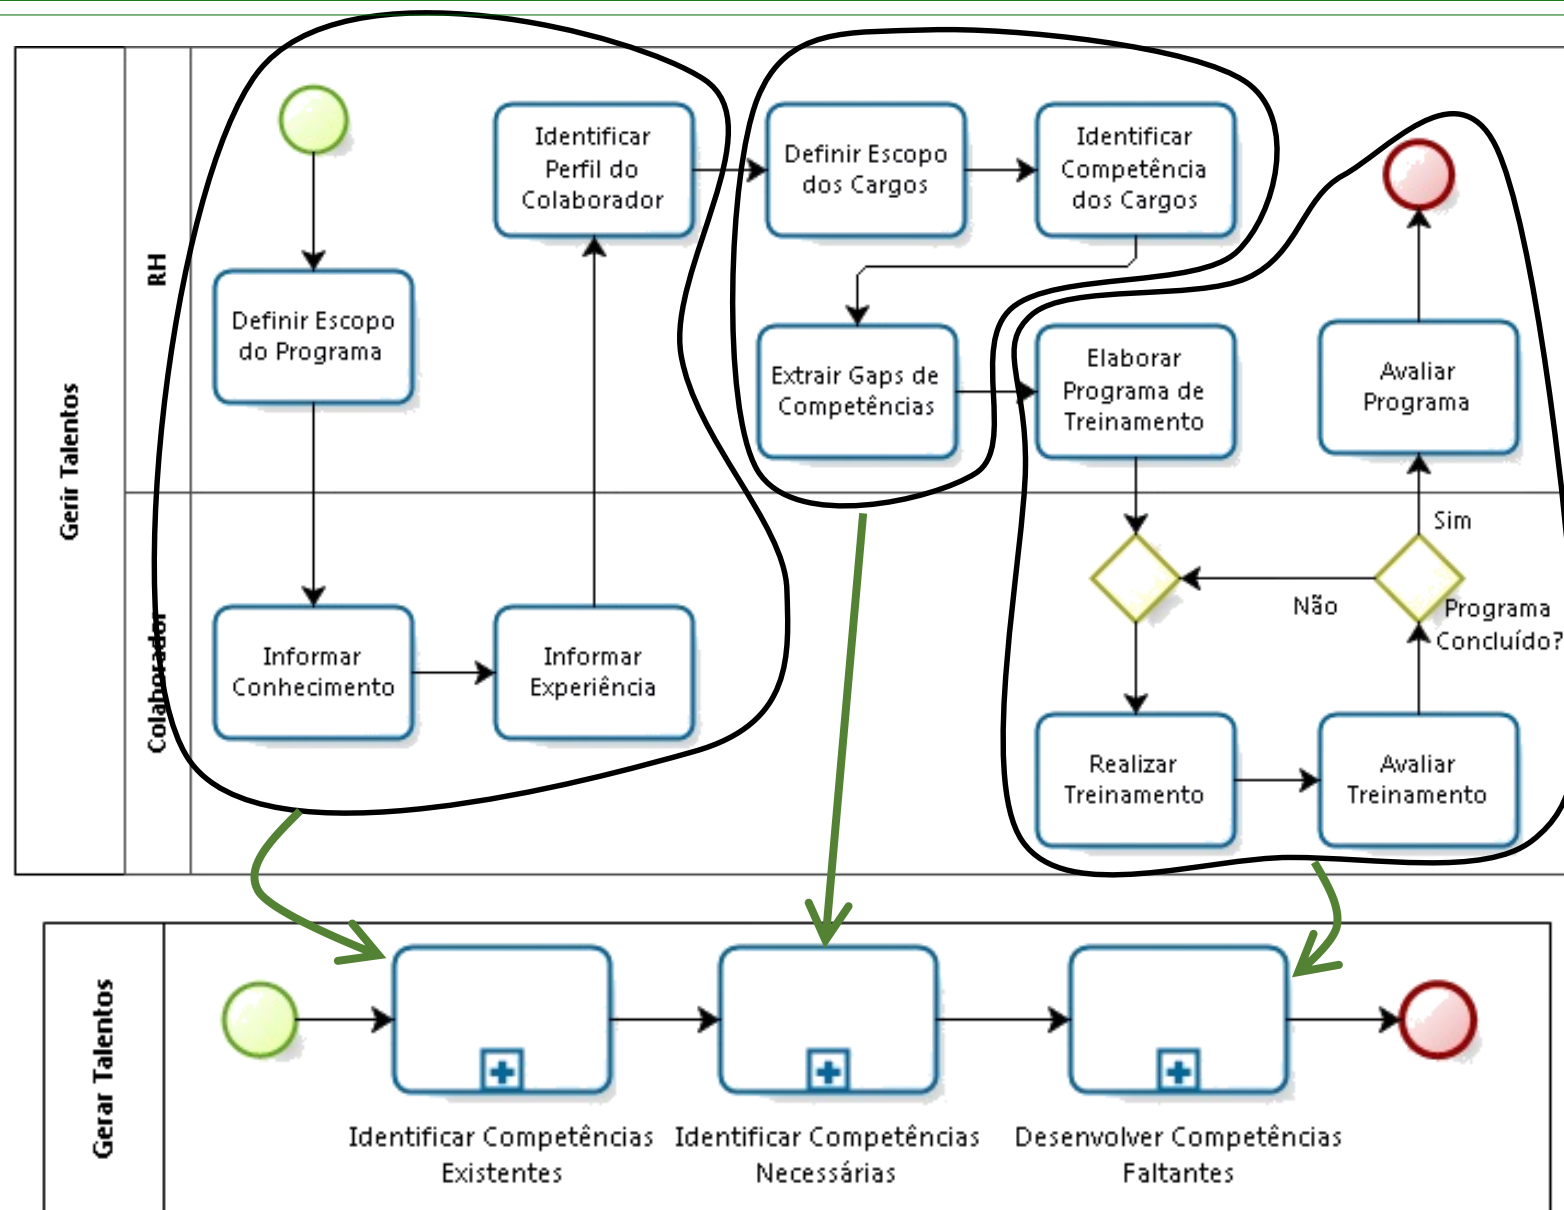 Gerir Talentos
RH
Colaborador
Identificar
Perfil do
Colaborador
Definir Escopo
dos Cargos
Identificar
Competência
dos Cargos
Definir Escopo
do Programa
Extrair Gaps de
Competências
Elaborar
Programa de
Treinamento
Avaliar
Programa
Sim
Não
Programa
Concluído?
Informar
Conhecimento
Informar
Experiência
Realizar
Treinamento
Avaliar
Treinamento
Gerar Talentos
Identificar Competências
Existentes
Identificar Competências
Necessárias
Desenvolver Competências
Faltantes